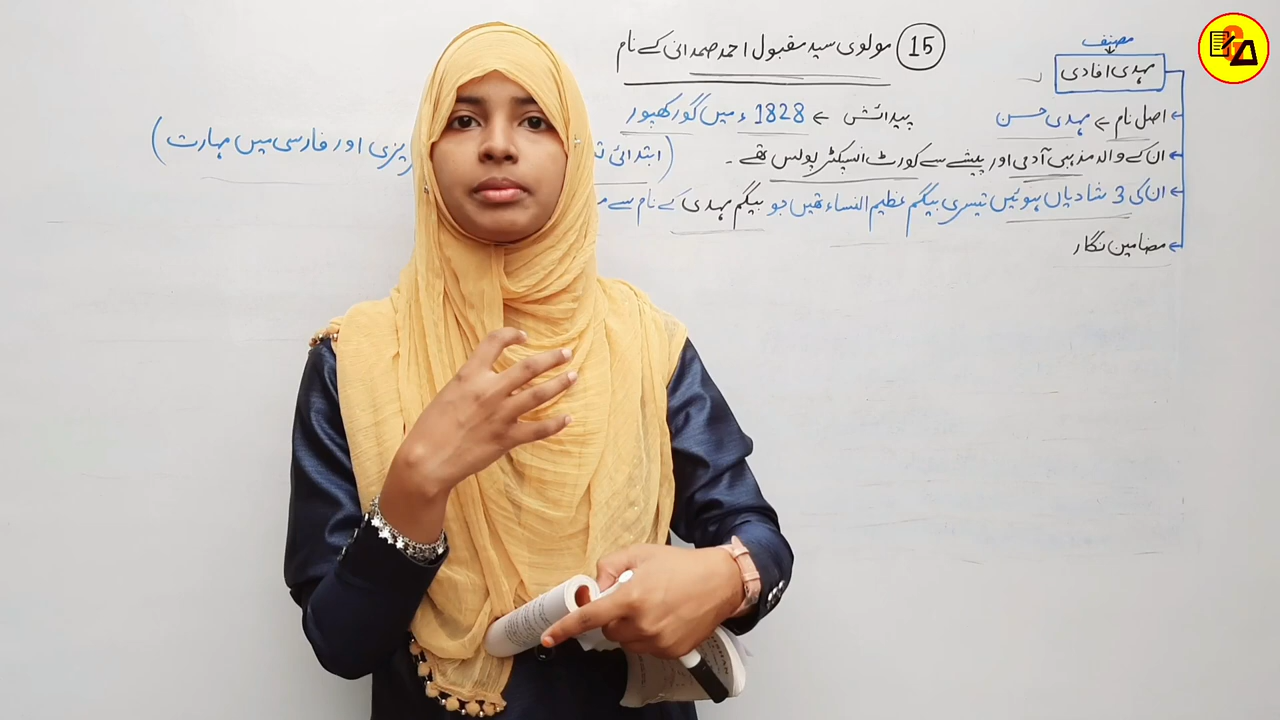 15 مولوی سید مقبول احمد صمدانی کے نام
مصنف
مہدی افادی
اصل نام ← مہدی حسن پیدائش ← 1828ء میں گورکھپور
ان کے والد مذہبی آدمی اور پیشے سے کورٹ انسپکٹر پولس تھے ۔ (ابتدائی اور فارسی میں مہارت)
ان کی 3 شادیاں ہوئیں تیسری بیگم عظیم النساء تھیں جو بیگم مہدی کے نام سے
مضامین نگار